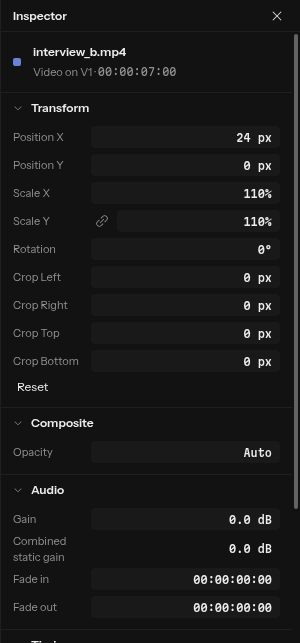 Inspector
interview_b.mp4
Video on V1·00:00:07:00
Transform
Position X 24 px
Position Y 0 px
Scale X 110%
Scale Y 110%
Rotation 0°
Crop Left 0 px
Crop Right 0 px
Crop Top 0 px
Crop Bottom 0 px
Reset
Composite
Opacity Auto
Audio
Gain 0.0 dB
Combined
static gain 0.0 dB
Fade in 00:00:00:00
Fade out 00:00:00:00